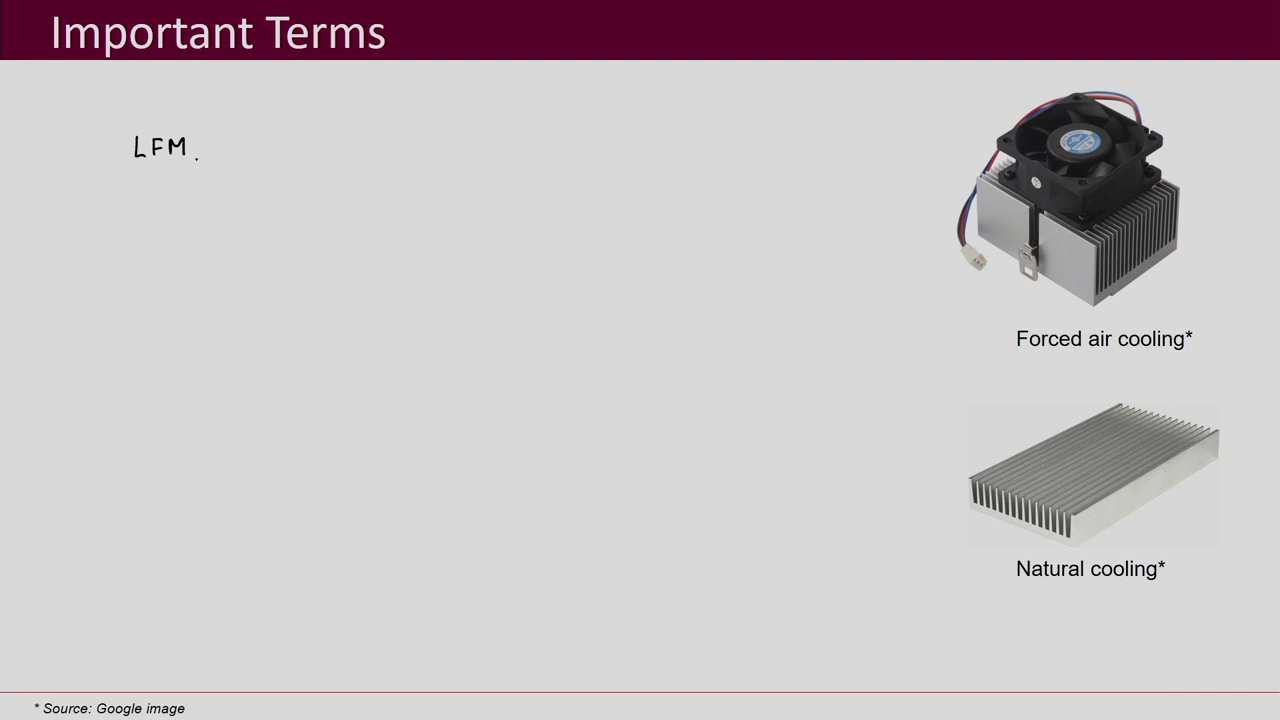 Important Terms
LFM.
Forced air cooling*
Natural cooling*
* Source: Google image